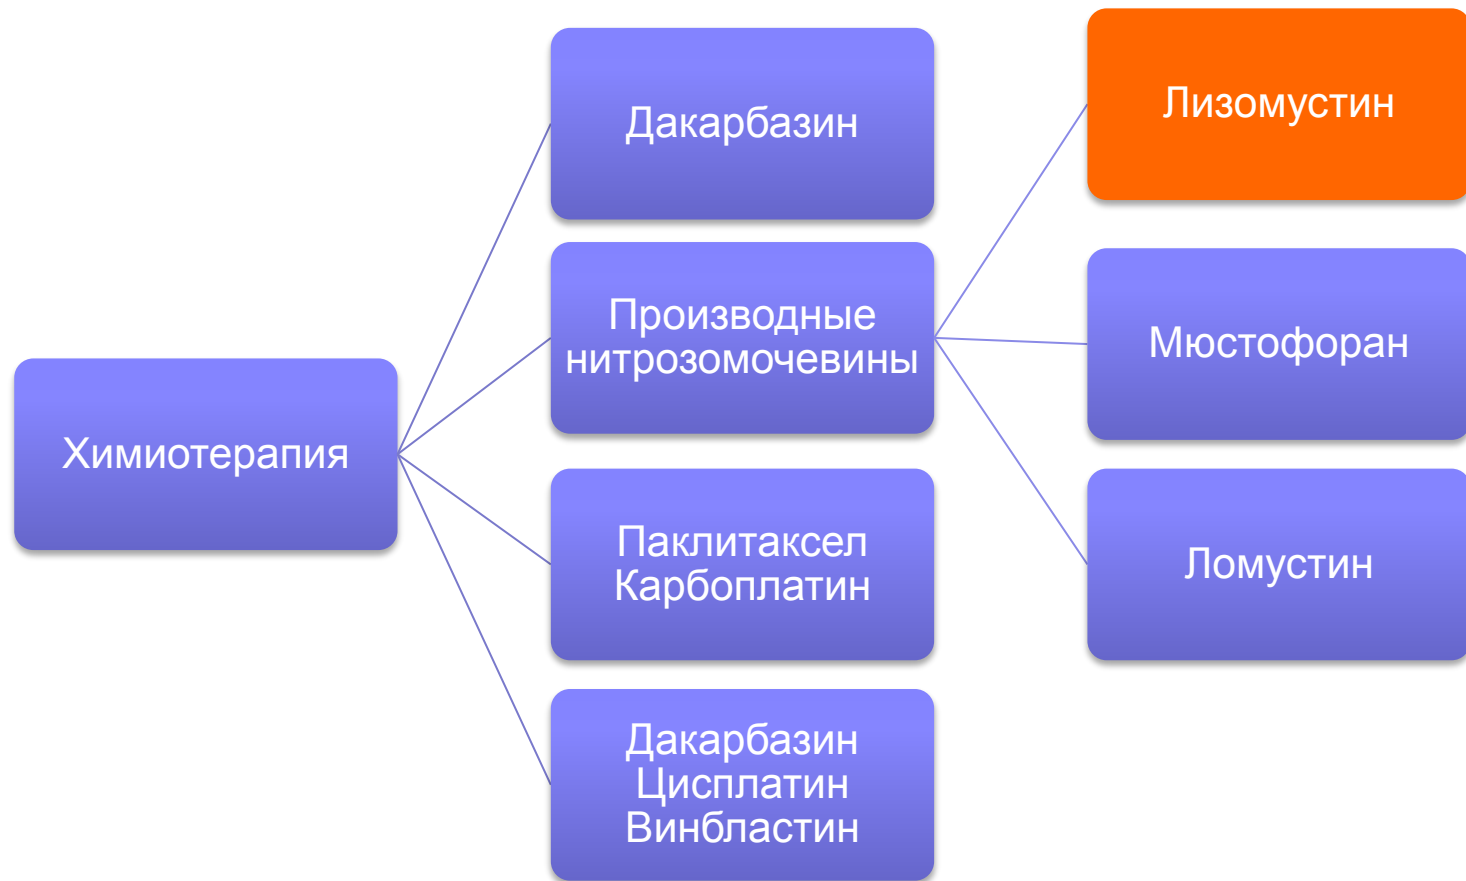 Химиотерапия
Дакарбазин
Производные
нитрозомочевины
Паклитаксел
Карбоплатин
Дакарбазин
Цисплатин
Винбластин
Лизомустин
Мюстофоран
Ломустин